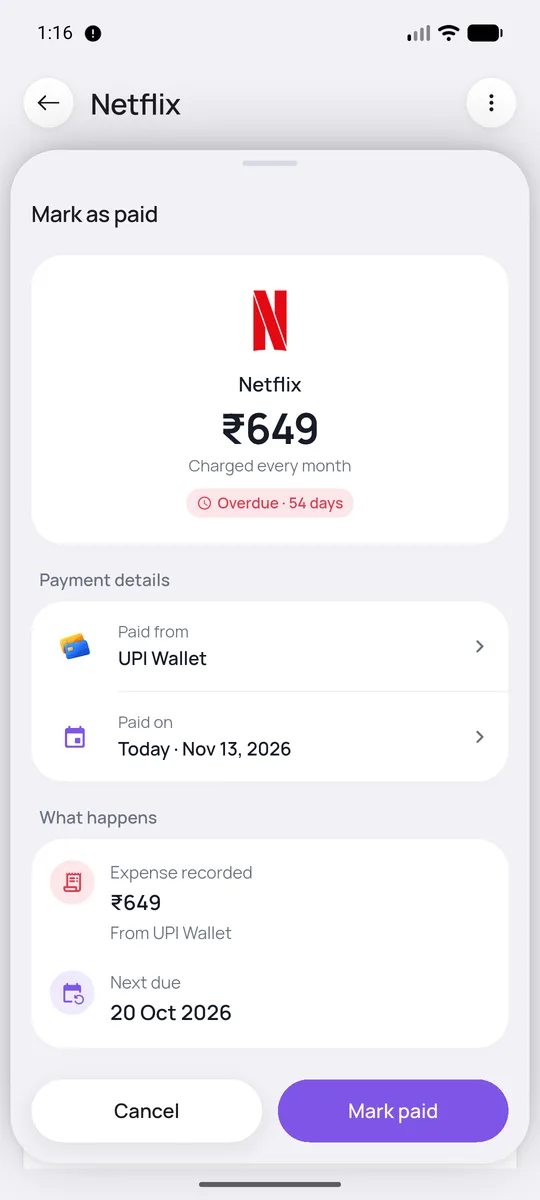 1:16
Netflix
Mark as paid
Netflix
₹649
Charged every month
Overdue · 54 days
Payment details
Paid from
UPI Wallet
Paid on
Today · Nov 13, 2026
What happens
Expense recorded
₹649
From UPI Wallet
Next due
20 Oct 2026
Cancel
Mark paid